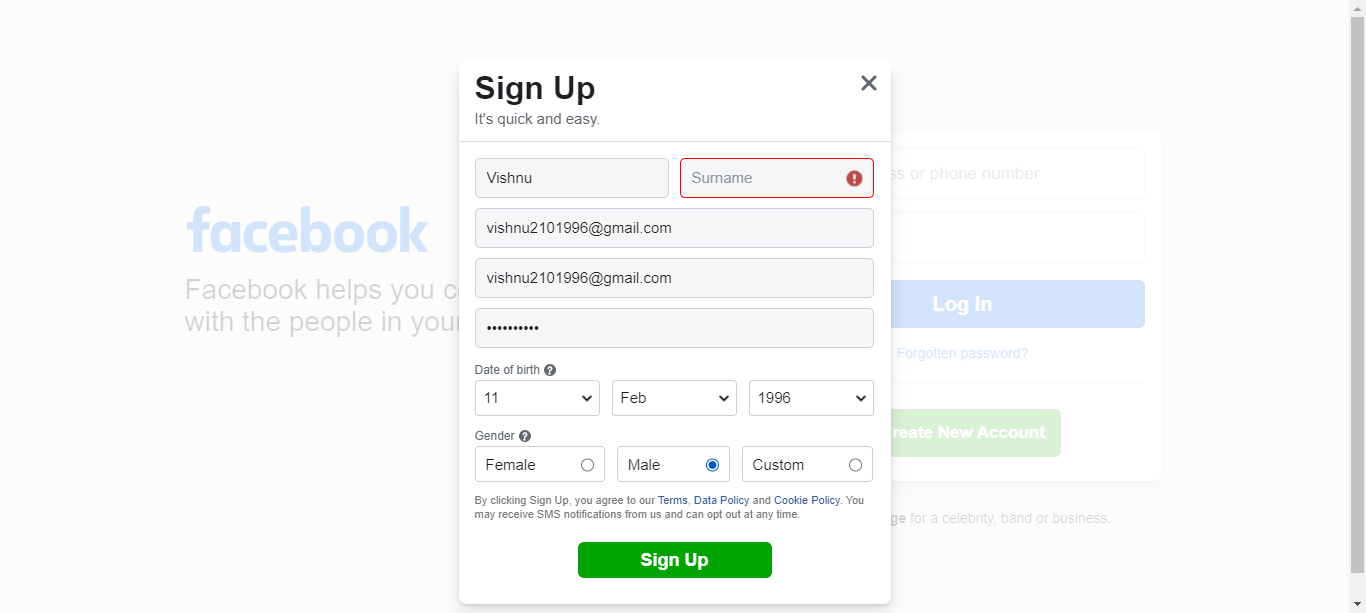 Sign Up
It's quick and easy.
Vishnu Surname
vishnu2101996@gmail.com
vishnu2101996@gmail.com
••••••••••
Date of birth
11 Feb 1996
Gender
Female Male Custom
By clicking Sign Up, you agree to our Terms, Data Policy and Cookie Policy. You
may receive SMS notifications from us and can opt out at any time.
Sign Up
facebook
Facebook helps you
with the people in
or phone number
Log In
Forgotten password?
New Account
for a celebrity, band or business.